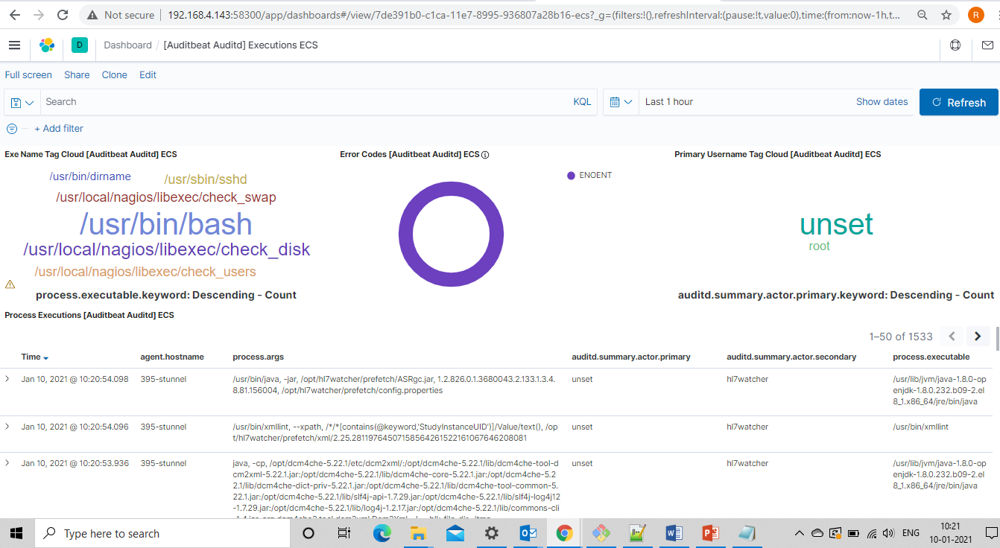 Not secure 192.168.4.143:58300/app/dashboards#/view/7de391b0-c1ca-11e7-8995-936807a28b16-ecs?_g=(filters:!(),refreshInterval:(pause:!t,value:0),time:(from:now-1h,t... R
D Dashboard / [Auditbeat Auditd] Executions ECS
Full screen Share Clone Edit
Search KQL Last 1 hour Show dates Refresh
+ Add filter
Exe Name Tag Cloud [Auditbeat Auditd] ECS
/usr/bin/dirname /usr/sbin/sshd
/usr/local/nagios/libexec/check_swap
/usr/bin/bash
/usr/local/nagios/libexec/check_disk
/usr/local/nagios/libexec/check_users
process.executable.keyword: Descending - Count
Error Codes [Auditbeat Auditd] ECS
ENOENT
Primary Username Tag Cloud [Auditbeat Auditd] ECS
unset
root
auditd.summary.actor.primary.keyword: Descending - Count
Process Executions [Auditbeat Auditd] ECS
1–50 of 1533
Time agent.hostname process.args auditd.summary.actor.primary auditd.summary.actor.secondary process.executable
Jan 10, 2021 @ 10:20:54.098 395-stunnel /usr/bin/java, -jar, /opt/hl7watcher/prefetch/ASRgc.jar, 1.2.826.0.1.3680043.2.133.1.3.4. unset hl7watcher /usr/lib/jvm/java-1.8.0-op
8.81.156004, /opt/hl7watcher/prefetch/config.properties enjdk-1.8.0.232.b09-2.el
8_1.x86_64/jre/bin/java
Jan 10, 2021 @ 10:20:54.096 395-stunnel /usr/bin/xmllint, --xpath, /*/*[contains(@keyword,'StudyInstanceUID')]/Value/text(), /op unset hl7watcher /usr/bin/xmllint
t/hl7watcher/prefetch/xml/2.25.281197645071585642615221610676462 08081
Jan 10, 2021 @ 10:20:53.936 395-stunnel java, -cp, /opt/dcm4che-5.22.1/etc/dcm2xml/:/opt/dcm4che-5.22.1/lib/dcm4che-tool-d unset hl7watcher /usr/lib/jvm/java-1.8.0-op
cm2xml-5.22.1.jar:/opt/dcm4che-5.22.1/lib/dcm4che-core-5.22.1.jar:/opt/dcm4che-5.2 enjdk-1.8.0.232.b09-2.el
2.1/lib/dcm4che-dict-priv-5.22.1.jar:/opt/dcm4che-5.22.1/lib/dcm4che-tool-common-5. 8_1.x86_64/jre/bin/java
22.1.jar:/opt/dcm4che-5.22.1/lib/slf4j-api-1.7.29.jar:/opt/dcm4che-5.22.1/lib/slf4j-log4j12
-1.7.29.jar:/opt/dcm4che-5.22.1/lib/log4j-1.2.17.jar:/opt/dcm4che-5.22.1/lib/commons-cli
Type here to search ENG 10:21
10-01-2021